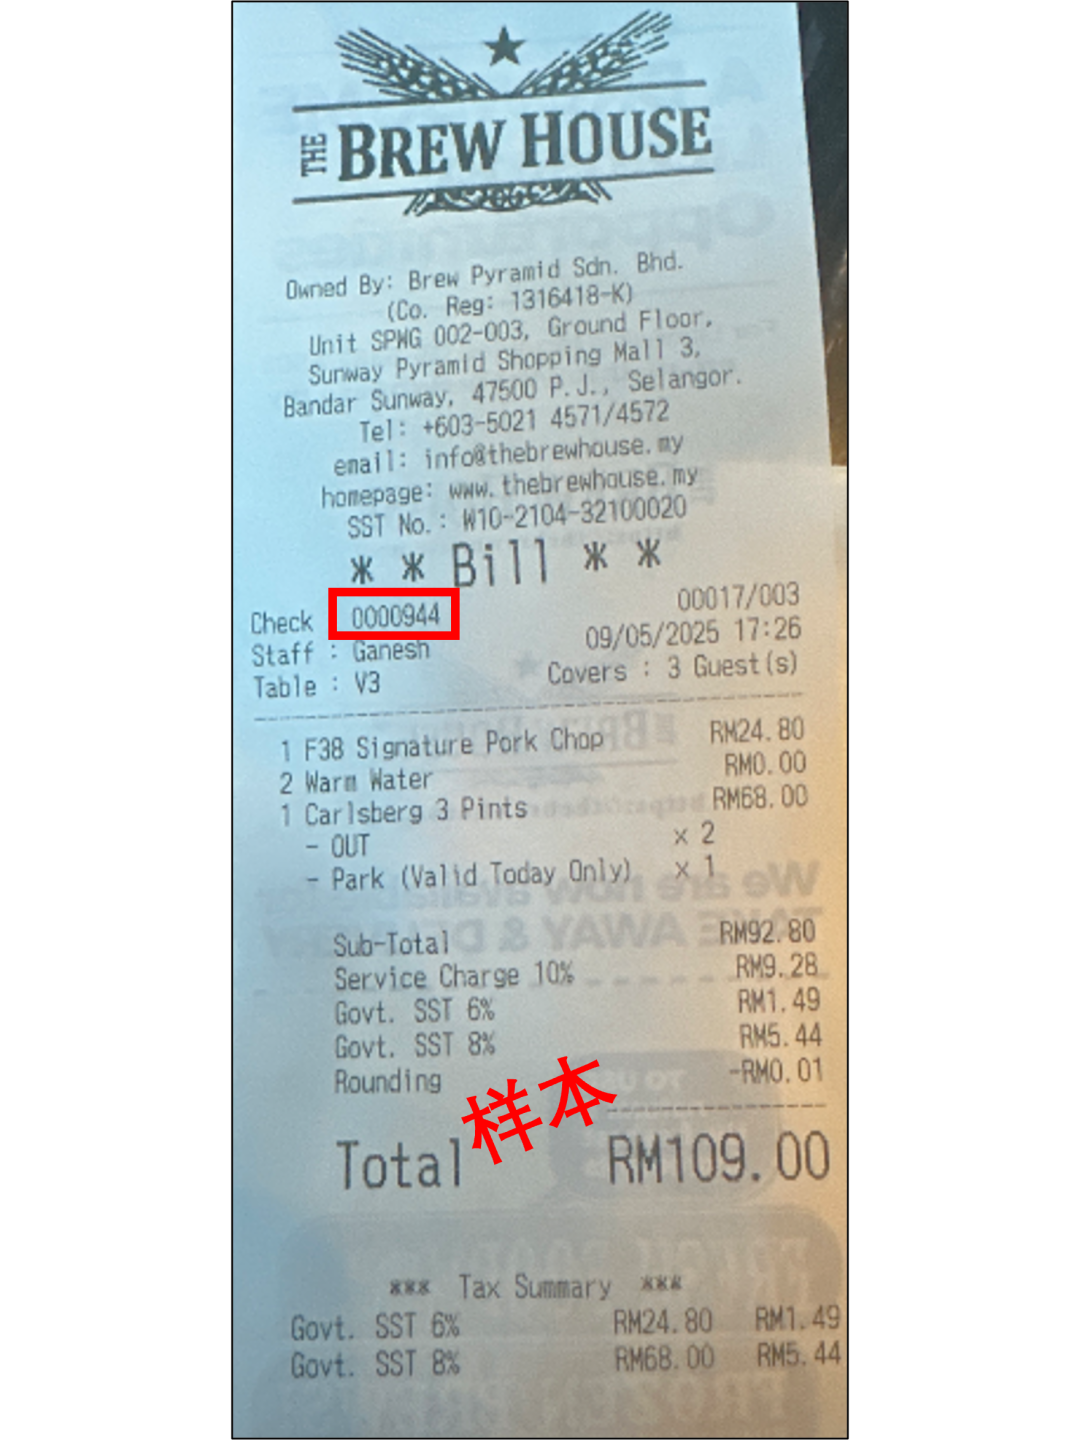 THE BREW HOUSE
Owned By: Brew Pyramid Sdn. Bhd.
(Co. Reg: 1316418-K)
Unit SPWG 002-003, Ground Floor,
Sunway Pyramid Shopping Mall 3,
Bandar Sunway, 47500 P.J., Selangor.
Tel: +603-5021 4571/4572
email: info@thebrewhouse.my
homepage: www.thebrewhouse.my
SST No.: W10-2104-32100020
* * Bill * *
00017/003
Check 0000944
09/05/2025 17:26
Staff : Ganesh
Covers : 3 Guest(s)
Table : V3
1 F38 Signature Pork Chop RM24.80
2 Warm Water RM0.00
1 Carlsberg 3 Pints RM68.00
- OUT x 2
- Park (Valid Today Only) x 1
Sub-Total RM92.80
Service Charge 10% RM9.28
Govt. SST 6% RM1.49
Govt. SST 8% RM5.44
Rounding -RM0.01
样本
Total RM109.00
*** Tax Summary ***
Govt. SST 6% RM24.80 RM1.49
Govt. SST 8% RM68.00 RM5.44